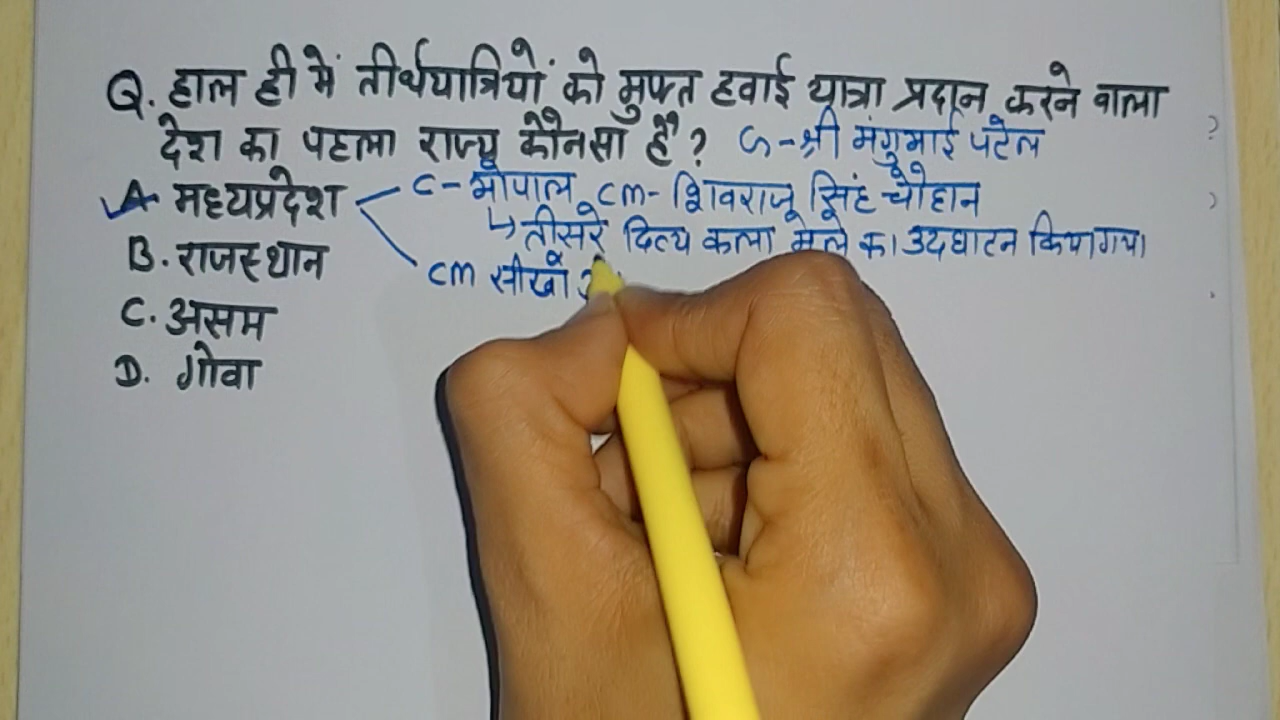 Q. हाल ही में तीर्थयात्रियों को मुफ्त हवाई यात्रा प्रदान करने वाला
देश का पहला राज्य कौनसा है? G-श्री मंगुभाई पटेल
A मध्यप्रदेश C-भोपाल, CM- शिवराज सिंह चौहान
↳ तीसरे दिव्य कला मेले का उदघाटन किया गया
B. राजस्थान
CM सीखो
C. असम
D. गोवा